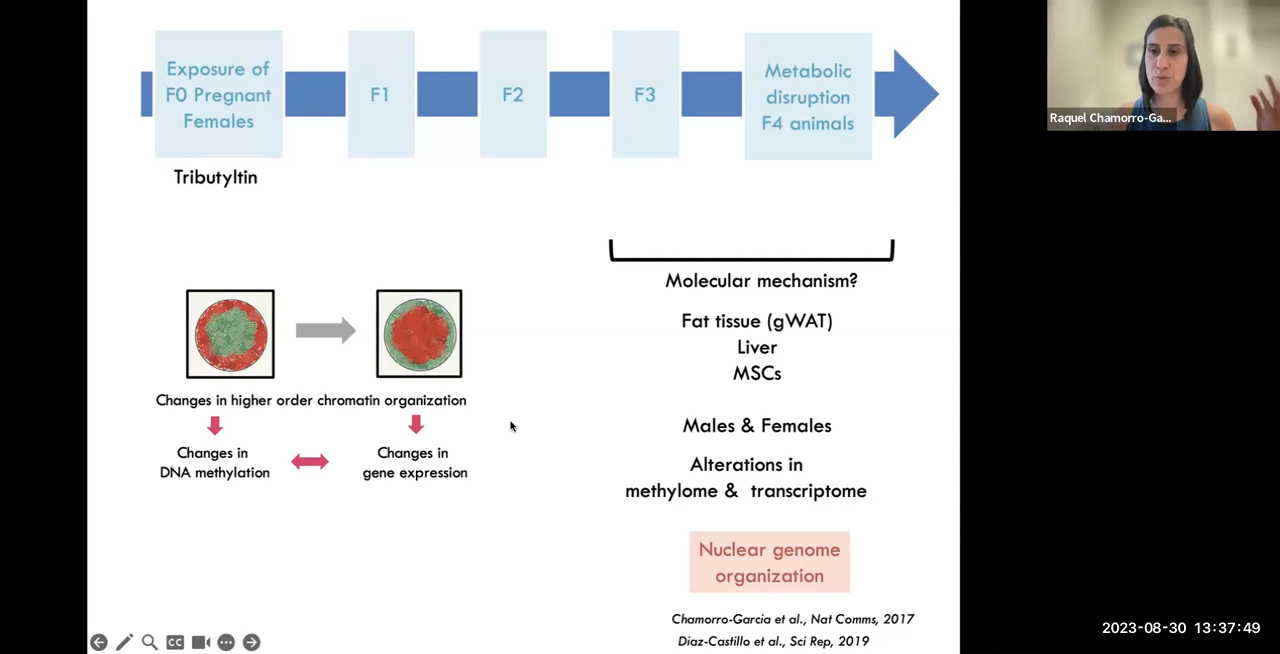 Exposure of
F0 Pregnant
Females
F1
F2
F3
Metabolic
disruption
F4 animals
Raquel Chamorro-Ga...
Tributyltin
Molecular mechanism?
Fat tissue (gWAT)
Liver
MSCs
Changes in higher order chromatin organization
Changes in
DNA methylation
Changes in
gene expression
Males & Females
Alterations in
methylome & transcriptome
Nuclear genome
organization
Chamorro-Garcia et al., Nat Comms, 2017
Diaz-Castillo et al., Sci Rep, 2019
CC
2023-08-30 13:37:49